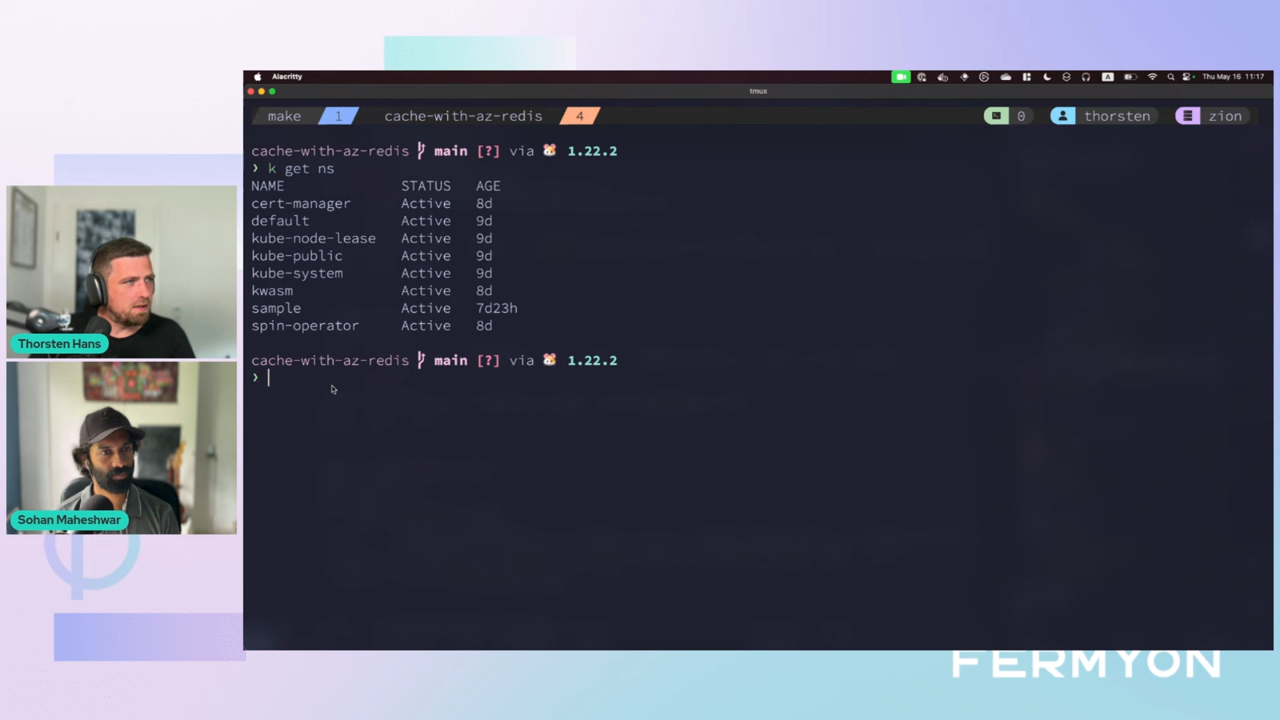 Alacritty
Thu May 16 11:17
tmux
make 1 cache-with-az-redis 4 0 thorsten zion
cache-with-az-redis main [?] via 🐹 1.22.2
❯ k get ns
NAME STATUS AGE
cert-manager Active 8d
default Active 9d
kube-node-lease Active 9d
kube-public Active 9d
kube-system Active 9d
kwasm Active 8d
sample Active 7d23h
spin-operator Active 8d
cache-with-az-redis main [?] via 🐹 1.22.2
❯
Thorsten Hans
Sohan Maheshwar
FERMYON